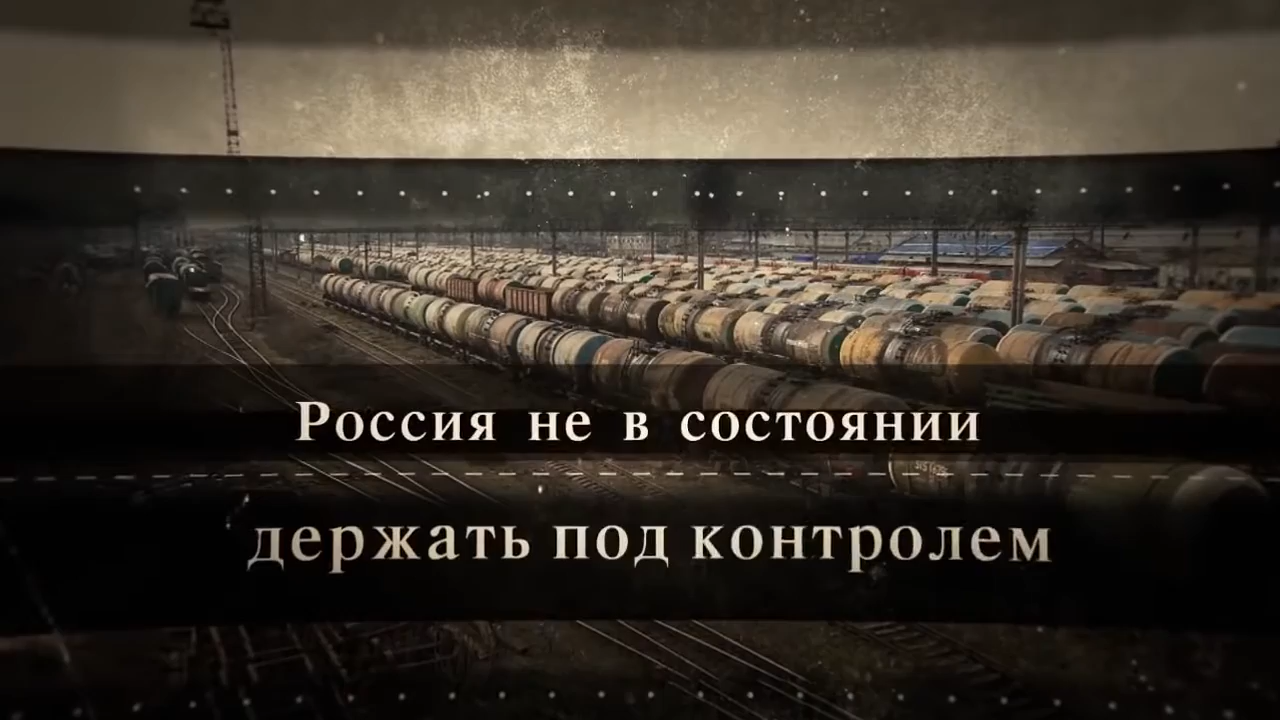 Россия не в состоянии
держать под контролем